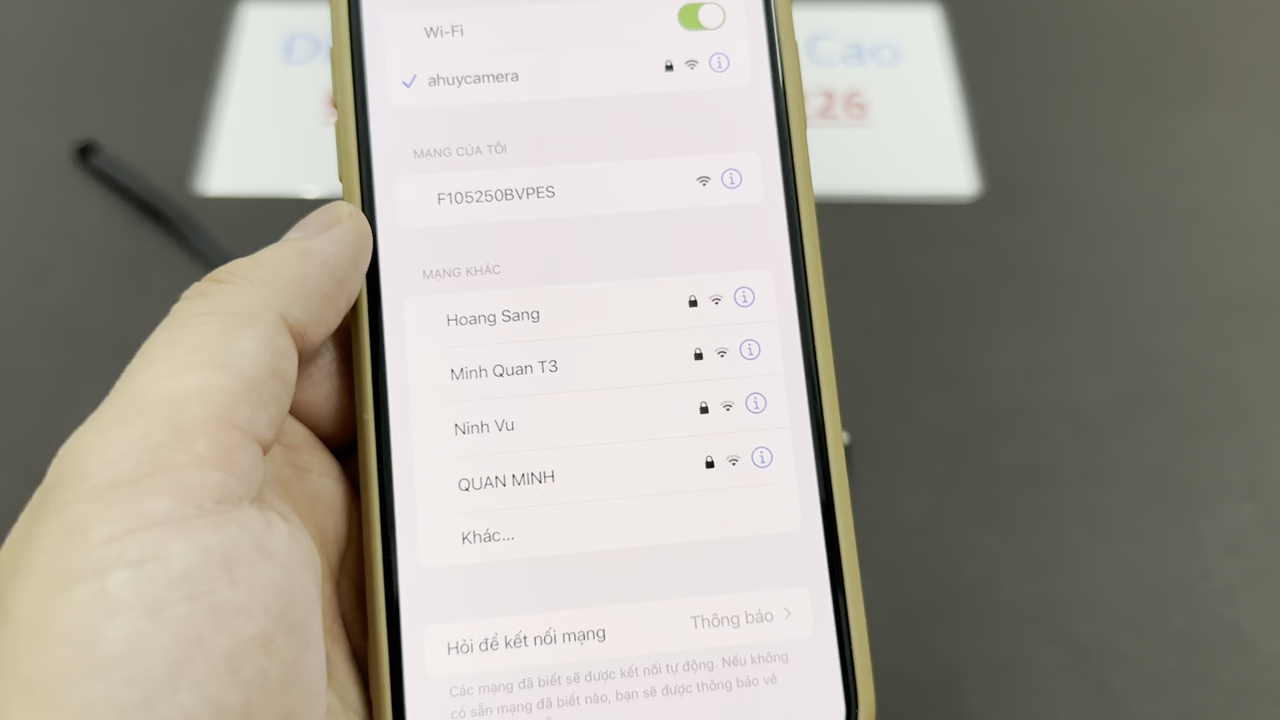 Cao
26
Wi-Fi
ahuycamera
MẠNG CỦA TÔI
F105250BVPES
MẠNG KHÁC
Hoang Sang
Minh Quan T3
Ninh Vu
QUAN MINH
Khác...
Hỏi để kết nối mạng
Thông báo
Các mạng đã biết sẽ được kết nối tự động. Nếu không
có sẵn mạng đã biết nào, bạn sẽ được thông báo về